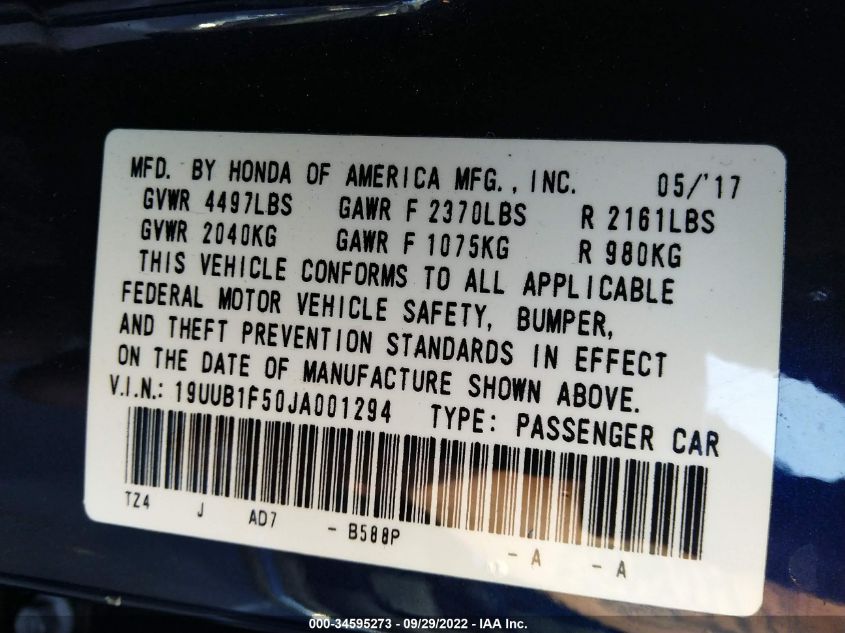 MFD. BY HONDA OF AMERICA MFG., INC. 05/'17
GVWR 4497LBS GAWR F 2370LBS R 2161LBS
GVWR 2040KG GAWR F 1075KG R 980KG
THIS VEHICLE CONFORMS TO ALL APPLICABLE
FEDERAL MOTOR VEHICLE SAFETY, BUMPER,
AND THEFT PREVENTION STANDARDS IN EFFECT
ON THE DATE OF MANUFACTURE SHOWN ABOVE.
V.I.N.: 19UUB1F50JA001294 TYPE: PASSENGER CAR
TZ4 J AD7 - B588P - A - A
000-34595273 - 09/29/2022 - IAA Inc.